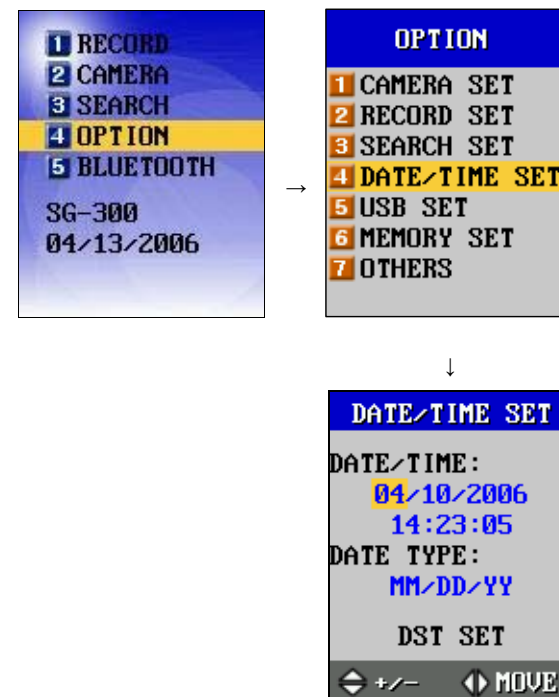 1 RECORD
2 CAMERA
3 SEARCH
4 OPTION
5 BLUETOOTH
SG-300
04/13/2006
→
OPTION
1 CAMERA SET
2 RECORD SET
3 SEARCH SET
4 DATE/TIME SET
5 USB SET
6 MEMORY SET
7 OTHERS
↓
DATE/TIME SET
DATE/TIME:
04/10/2006
14:23:05
DATE TYPE:
MM/DD/YY
DST SET
+/- MOVE